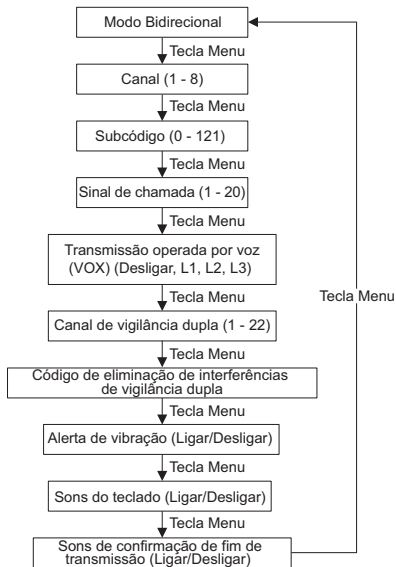 Modo Bidirecional
Tecla Menu
Canal (1 - 8)
Tecla Menu
Subcódigo (0 - 121)
Tecla Menu
Sinal de chamada (1 - 20)
Tecla Menu
Transmissão operada por voz
(VOX) (Desligar, L1, L2, L3)
Tecla Menu
Tecla Menu
Canal de vigilância dupla (1 - 22)
Tecla Menu
Código de eliminação de interferências
de vigilância dupla
Tecla Menu
Alerta de vibração (Ligar/Desligar)
Tecla Menu
Sons do teclado (Ligar/Desligar)
Tecla Menu
Sons de confirmação de fim de
transmissão (Ligar/Desligar)